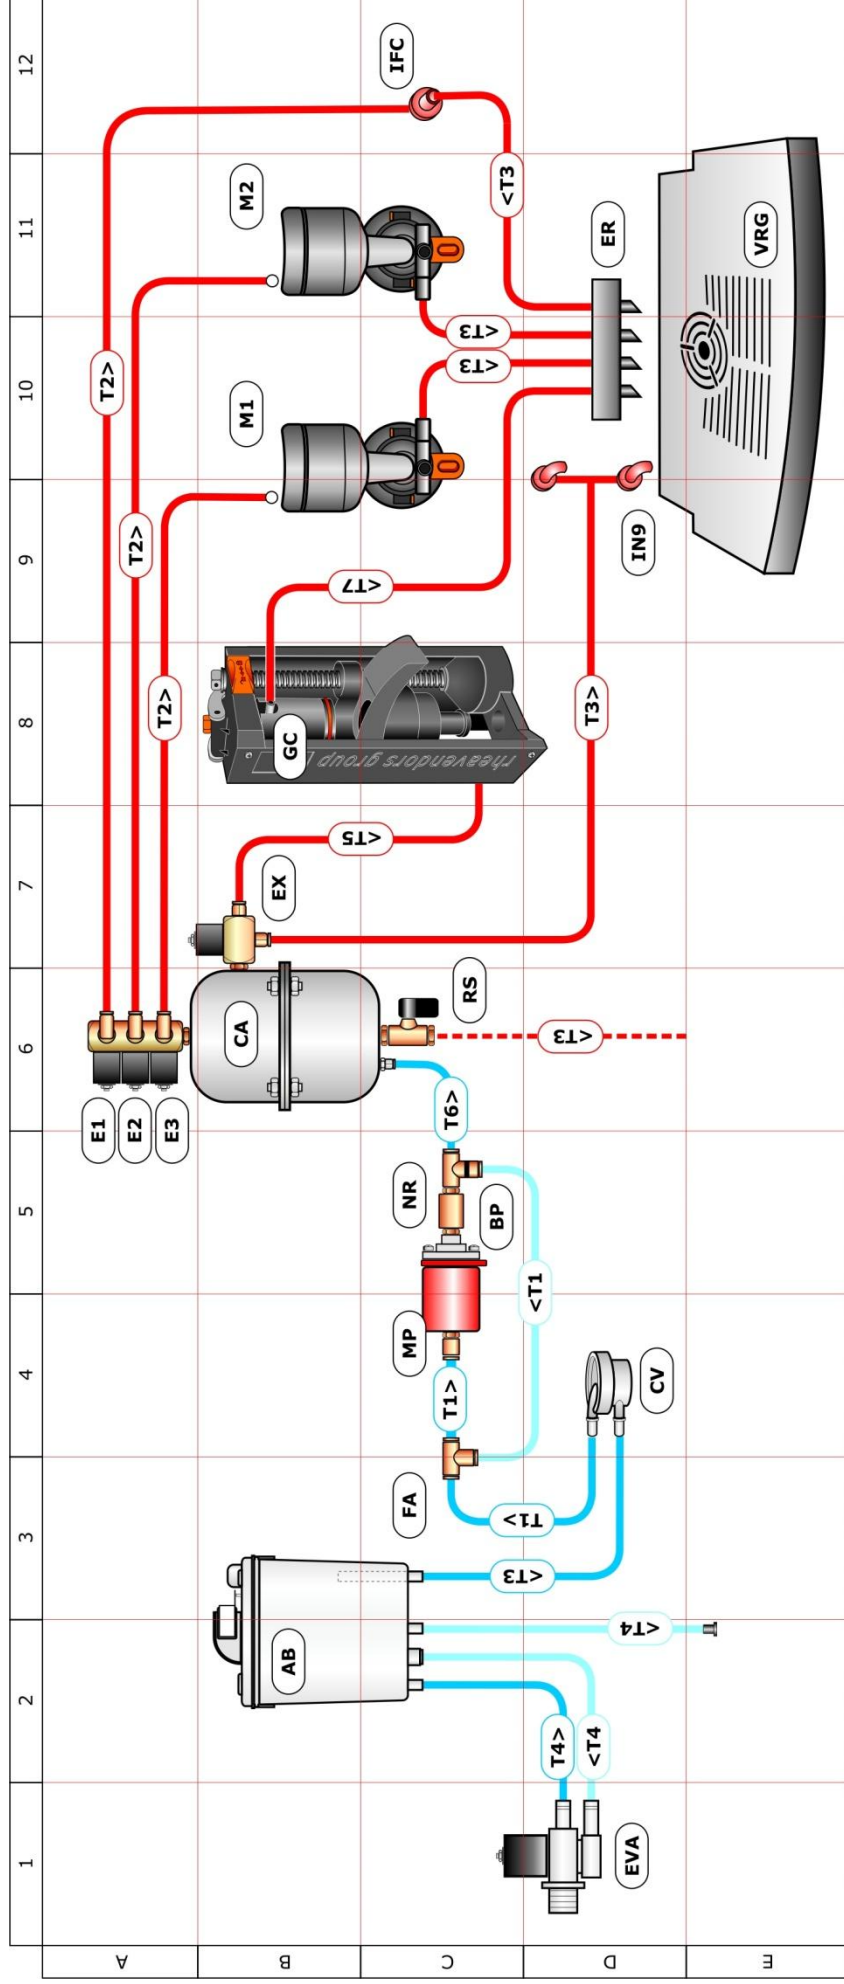 1 2 3 4 5 6 7 8 9 10 11 12
A
E1
T2>
E2
T2>
E3
T2>
B
CA
M1
M2
EX
AB
GC
rheavendors group
C
<T5
<T7
IFC
FA
MP
NR
T1>
T6>
RS
<T3
<T3
BP
<T3
D
<T3
T1>
<T1
T4>
<T3
<T4
T3>
ER
EVA
<T4
IN9
CV
E
VRG